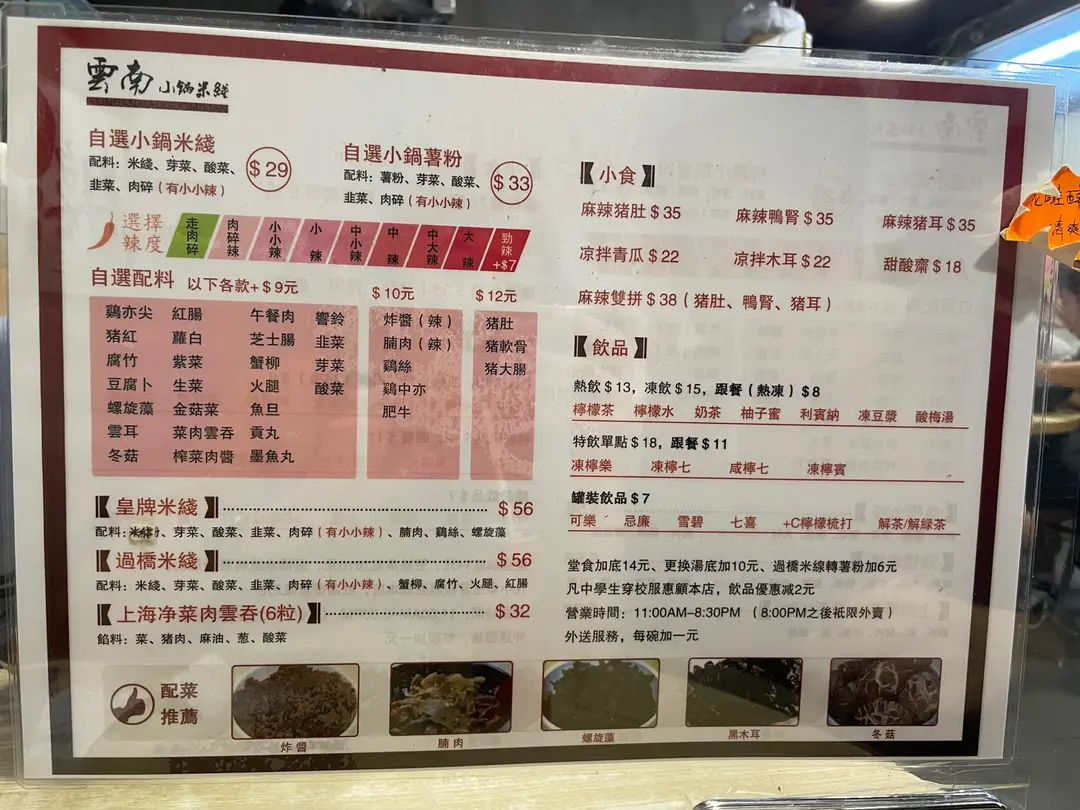 雲南小鍋米綫
自選小鍋米綫
$29
配料：米綫、芽菜、酸菜、
韭菜、肉碎（有小小辣）
自選小鍋薯粉
$33
配料：薯粉、芽菜、酸菜、
韭菜、肉碎（有小小辣）
選擇辣度
走肉碎 肉碎辣 小小辣 小辣 中小辣 中辣 中大辣 大辣 勁辣+$7
自選配料 以下各款+$9元
鷄亦尖 紅腸 午餐肉 響鈴
猪紅 蘿白 芝士腸 韭菜
腐竹 紫菜 蟹柳 芽菜
豆腐卜 生菜 火腿 酸菜
螺旋藻 金菇菜 魚旦
雲耳 菜肉雲吞 貢丸
冬菇 榨菜肉醬 墨魚丸
$10元
炸醬（辣）
腩肉（辣）
鷄絲
鷄中亦
肥牛
$12元
猪肚
猪軟骨
猪大腸
【皇牌米綫】 $56
配料：米綫、芽菜、酸菜、韭菜、肉碎（有小小辣）、腩肉、鷄絲、螺旋藻
【過橋米綫】 $56
配料：米綫、芽菜、酸菜、韭菜、肉碎（有小小辣）、蟹柳、腐竹、火腿、紅腸
【上海净菜肉雲吞(6粒)】 $32
餡料：菜、猪肉、麻油、葱、酸菜
【小食】
麻辣猪肚$35 麻辣鴨腎$35 麻辣猪耳$35
凉拌青瓜$22 凉拌木耳$22 甜酸齋$18
麻辣雙拼$38（猪肚、鴨腎、猪耳）
【飲品】
熱飲$13，凍飲$15，跟餐（熱凍）$8
檸檬茶 檸檬水 奶茶 柚子蜜 利賓納 凍豆漿 酸梅湯
特飲單點$18，跟餐$11
凍檸樂 凍檸七 咸檸七 凍檸賓
罐裝飲品$7
可樂 忌廉 雪碧 七喜 +C檸檬梳打 解茶/解綠茶
堂食加底14元、更换湯底加10元、過橋米線轉薯粉加6元
凡中學生穿校服惠顧本店，飲品優惠减2元
營業時間：11:00AM–8:30PM （8:00PM之後衹限外賣）
外送服務，每碗加一元
配菜推薦
炸醬 腩肉 螺旋藻 黑木耳 冬菇